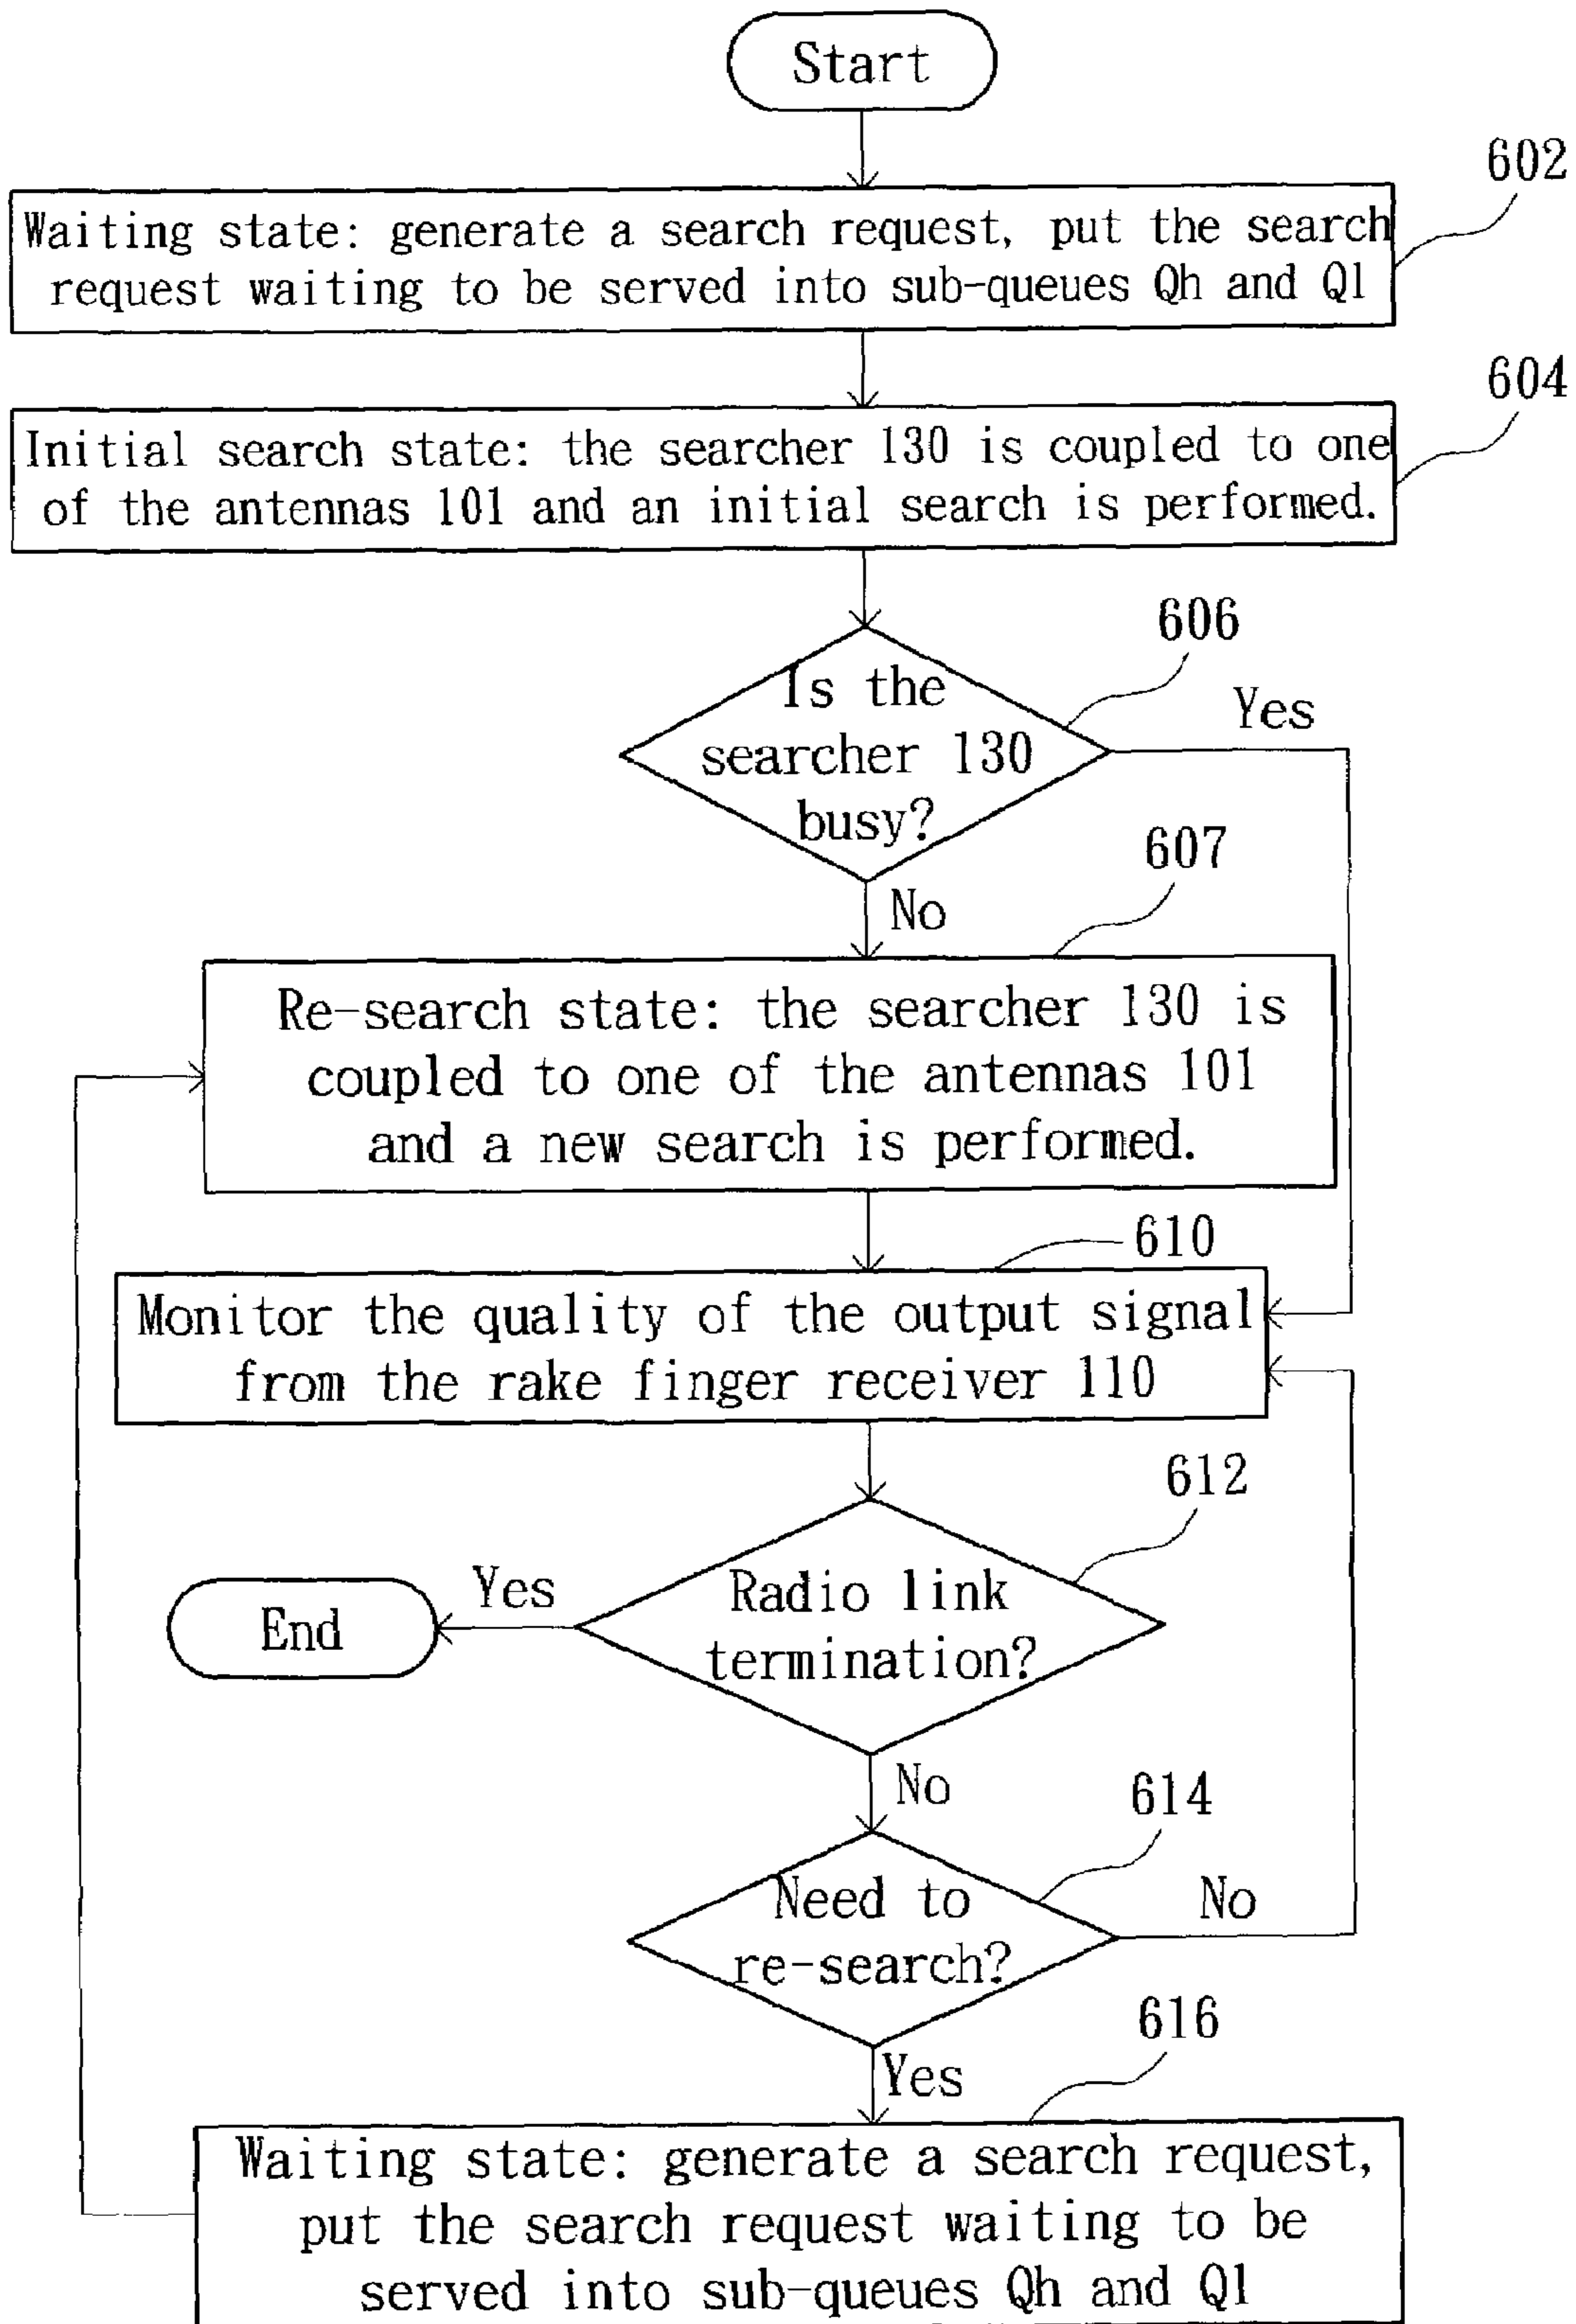 Start
602
Waiting state: generate a search request, put the search
request waiting to be served into sub-queues Qh and Ql
604
Initial search state: the searcher 130 is coupled to one
of the antennas 101 and an initial search is performed.
606
Is the
searcher 130
busy?
Yes
607
No
Re-search state: the searcher 130 is
coupled to one of the antennas 101
and a new search is performed.
610
Monitor the quality of the output signal
from the rake finger receiver 110
612
Radio link
termination?
Yes
End
No
614
Need to
re-search?
No
616
Yes
Waiting state: generate a search request,
put the search request waiting to be
served into sub-queues Qh and Ql